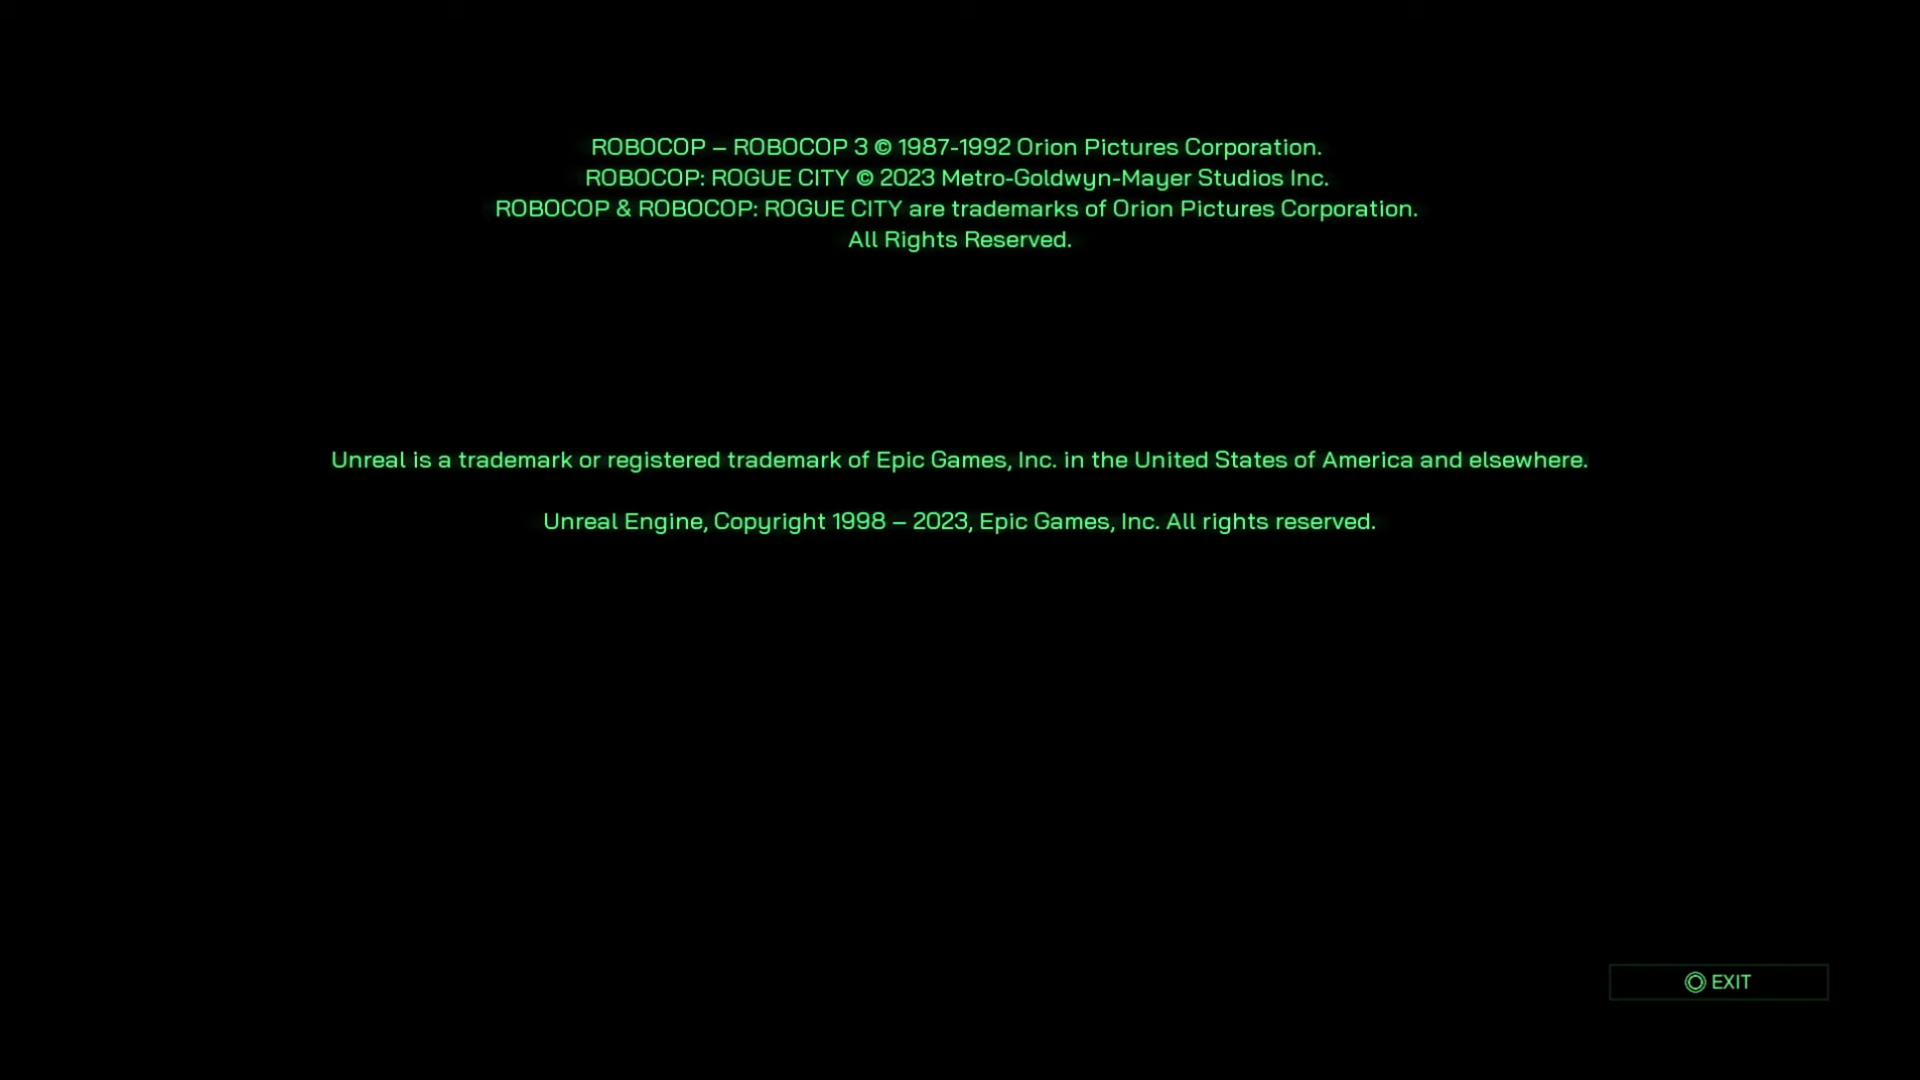 ROBOCOP – ROBOCOP 3 © 1987-1992 Orion Pictures Corporation.
ROBOCOP: ROGUE CITY © 2023 Metro-Goldwyn-Mayer Studios Inc.
ROBOCOP & ROBOCOP: ROGUE CITY are trademarks of Orion Pictures Corporation.
All Rights Reserved.
Unreal is a trademark or registered trademark of Epic Games, Inc. in the United States of America and elsewhere.
Unreal Engine, Copyright 1998 – 2023, Epic Games, Inc. All rights reserved.
EXIT